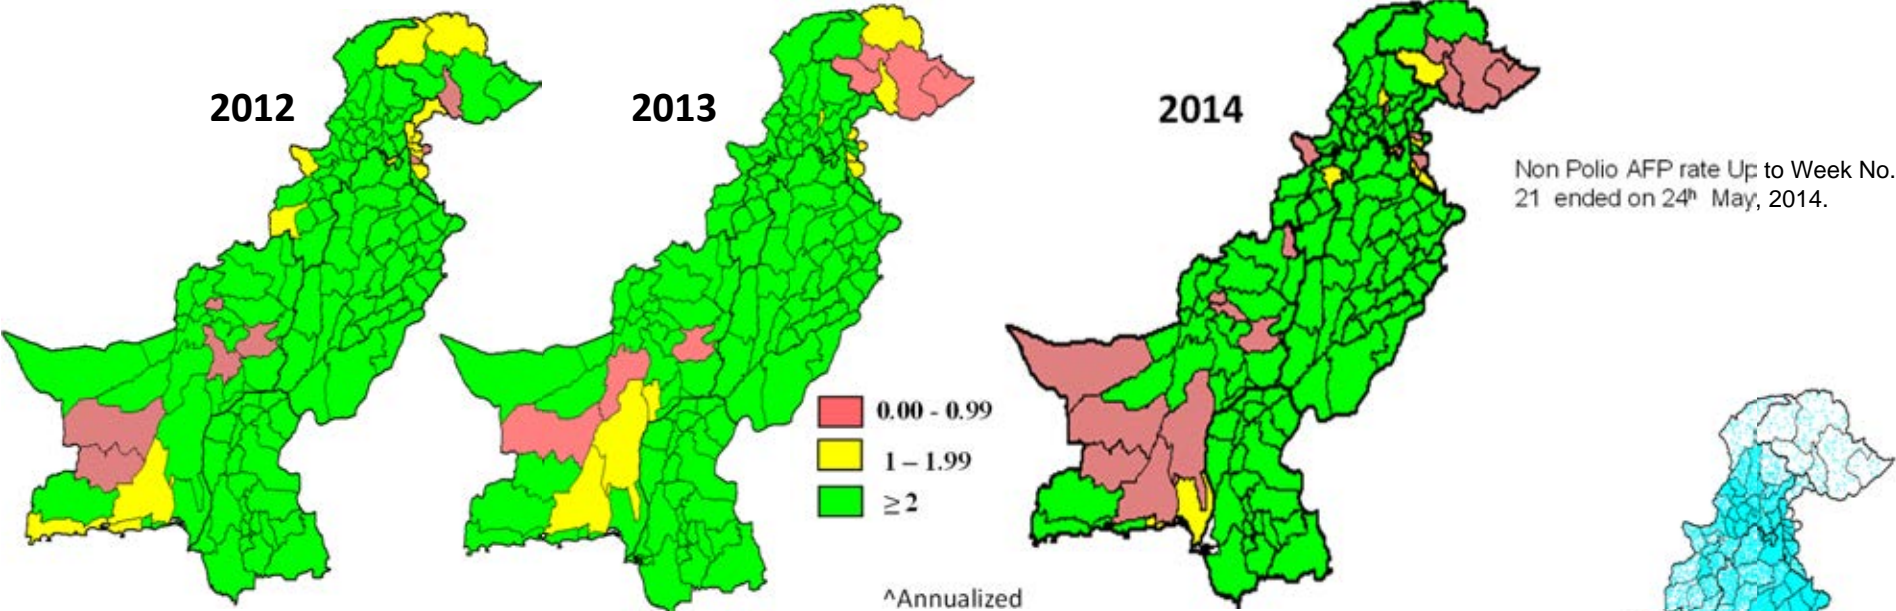 2012
2013
2014
Non Polio AFP rate Up to Week No.
21 ended on 24ʰ May, 2014.
0.00 - 0.99
1 – 1.99
≥ 2
^Annualized